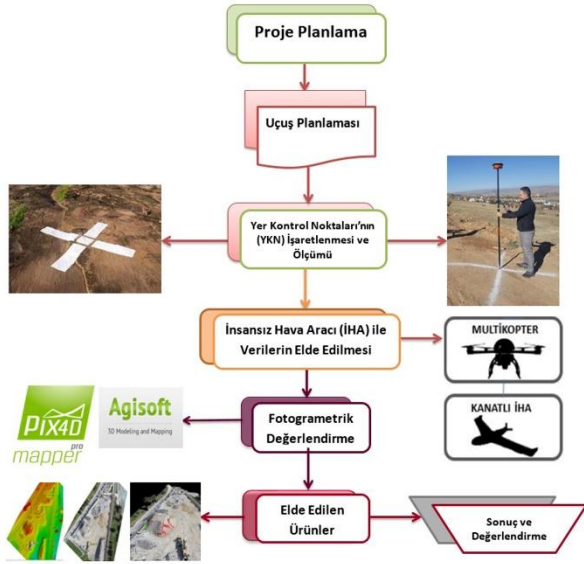 Proje Planlama
Uçuş Planlaması
Yer Kontrol Noktaları’nın
(YKN) İşaretlenmesi ve
Ölçümü
İnsansız Hava Aracı (İHA) ile
Verilerin Elde Edilmesi
MULTİKOPTER
KANATLI İHA
PIX4D
pro
mapper
Agisoft
3D Modeling and Mapping
Fotogrametrik
Değerlendirme
Elde Edilen
Ürünler
Sonuç ve
Değerlendirme